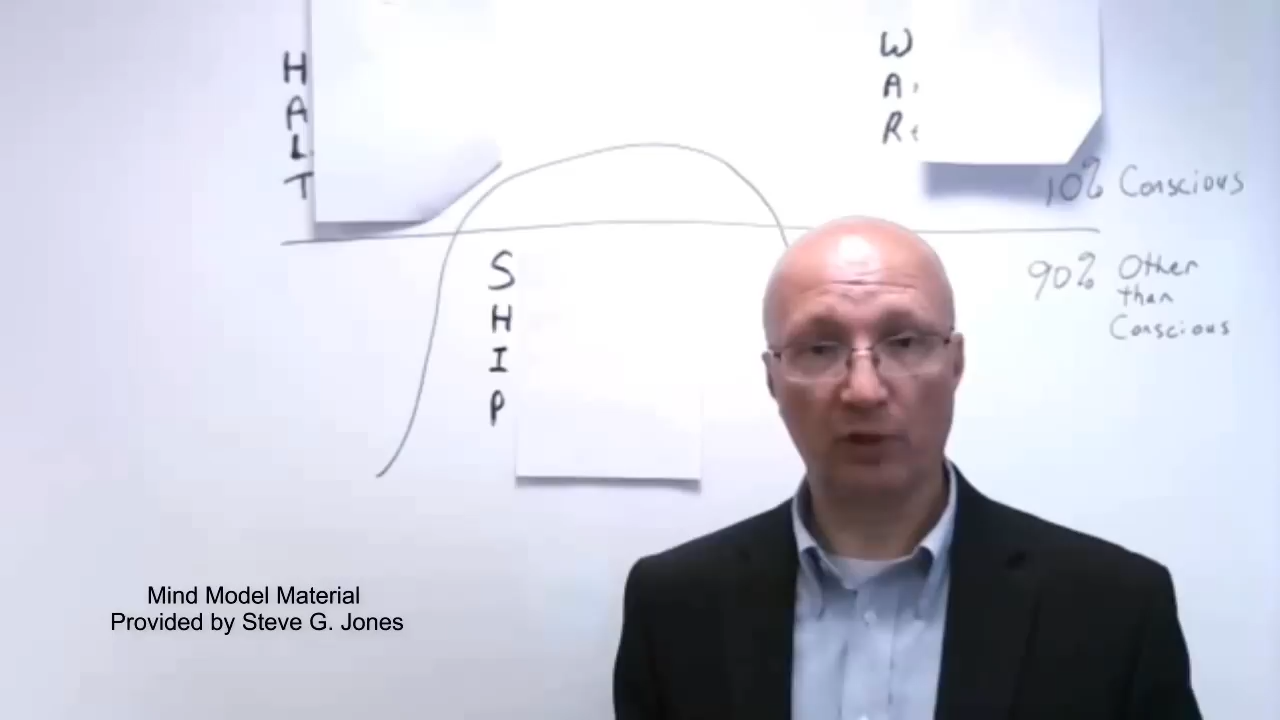 H
A
L
T
W
A
R
10% Conscious
90% Other
than
Conscious
S
H
I
P
Mind Model Material
Provided by Steve G. Jones